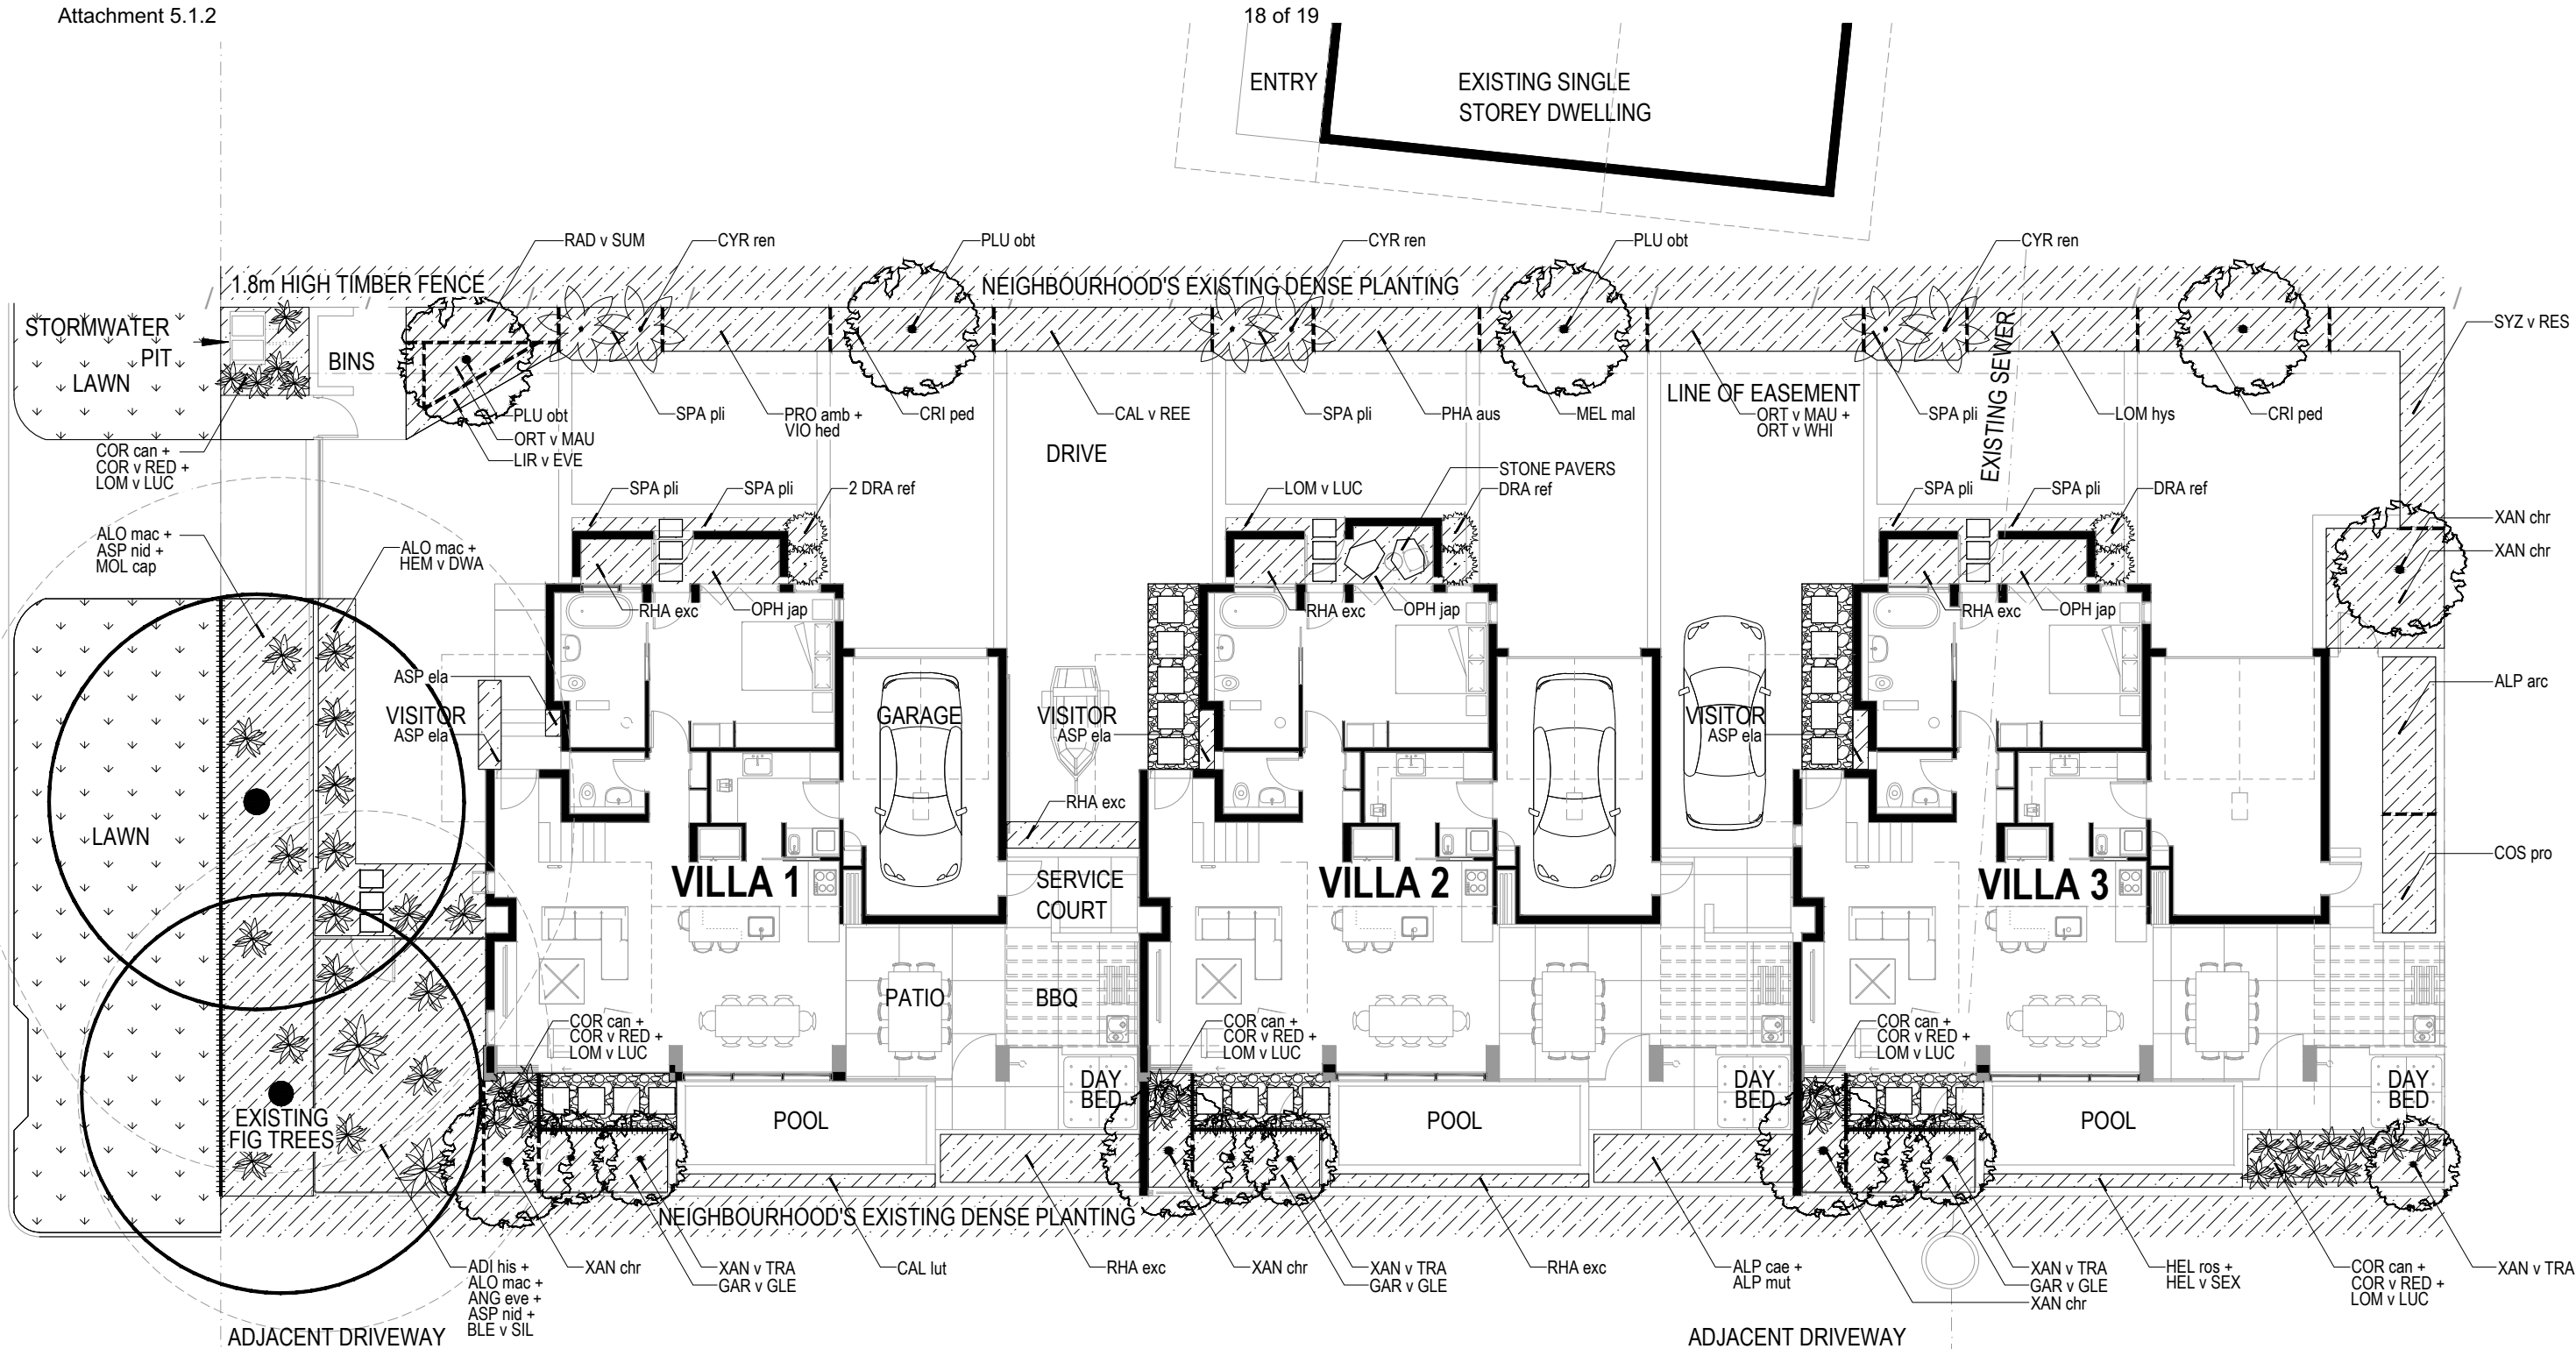 Attachment 5.1.2
18 of 19
ENTRY
EXISTING SINGLE
STOREY DWELLING
RAD v SUM
CYR ren
PLU obt
CYR ren
PLU obt
CYR ren
1.8m HIGH TIMBER FENCE
NEIGHBOURHOOD'S EXISTING DENSE PLANTING
STORMWATER
PIT
LAWN
BINS
SYZ v RES
PLU obt
ORT v MAU
LIR v EVE
SPA pli
PRO amb +
VIO hed
CRI ped
CAL v REE
SPA pli
PHA aus
MEL mal
LINE OF EASEMENT
ORT v MAU +
ORT v WHI
SPA pli
EXISTING SEWER
LOM hys
CRI ped
COR can +
COR v RED +
LOM v LUC
DRIVE
STONE PAVERS
SPA pli
SPA pli
2 DRA ref
LOM v LUC
DRA ref
SPA pli
SPA pli
DRA ref
XAN chr
XAN chr
ALO mac +
ASP nid +
MOL cap
ALO mac +
HEM v DWA
RHA exc
OPH jap
RHA exc
OPH jap
RHA exc
OPH jap
ASP ela
VISITOR
ASP ela
GARAGE
VISITOR
ASP ela
VISITOR
ASP ela
ALP arc
RHA exc
LAWN
COS pro
VILLA 1
SERVICE
COURT
VILLA 2
VILLA 3
PATIO
BBQ
COR can +
COR v RED +
LOM v LUC
COR can +
COR v RED +
LOM v LUC
COR can +
COR v RED +
LOM v LUC
EXISTING
FIG TREES
POOL
DAY
BED
POOL
DAY
BED
POOL
DAY
BED
NEIGHBOURHOOD'S EXISTING DENSE PLANTING
ADI his +
ALO mac +
ANG eve +
ASP nid +
BLE v SIL
XAN chr
XAN v TRA
GAR v GLE
CAL lut
RHA exc
XAN chr
XAN v TRA
GAR v GLE
RHA exc
ALP cae +
ALP mut
XAN v TRA
GAR v GLE
XAN chr
HEL ros +
HEL v SEX
COR can +
COR v RED +
LOM v LUC
XAN v TRA
ADJACENT DRIVEWAY
ADJACENT DRIVEWAY